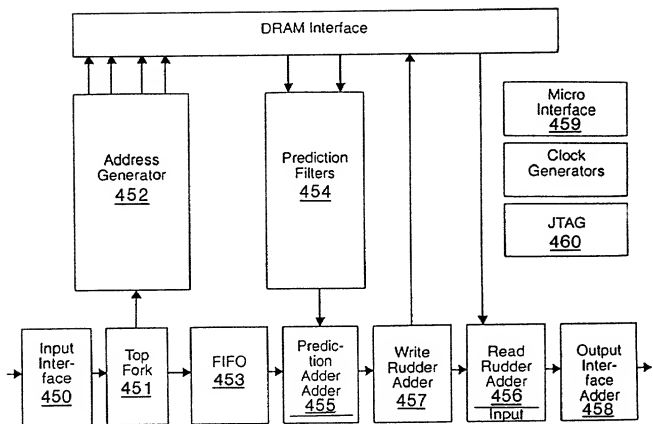 DRAM Interface
Micro
Interface
459
Address
Generator
452
Prediction
Filters
454
Clock
Generators
JTAG
460
Input
Inter-
face
450
Top
Fork
451
FIFO
453
Predic-
tion
Adder
Adder
455
Write
Rudder
Adder
457
Read
Rudder
Adder
456
Input
Output
Inter-
face
Adder
458